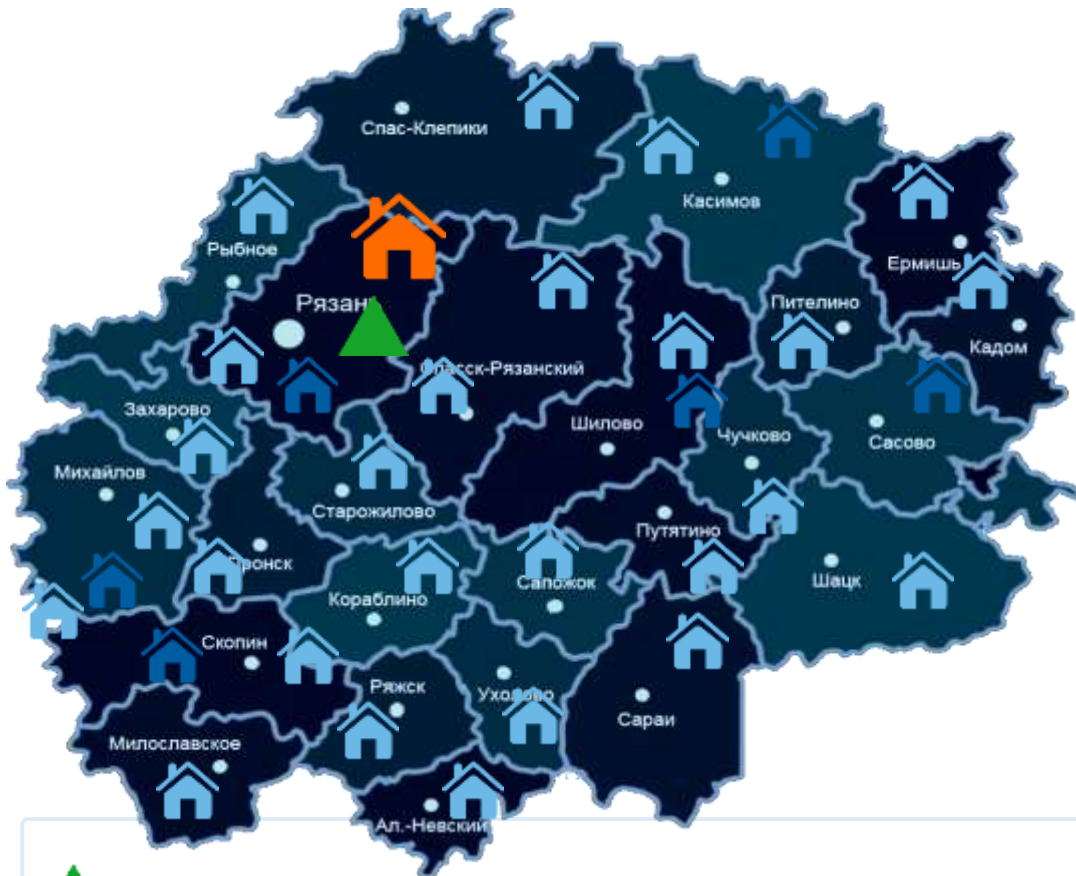 Спас-Клепики
Касимов
Рыбное
Ермишь
Рязань
Пителино
Кадом
Спасск-Рязанский
Захарово
Шилово
Чучково
Сасово
Михайлов
Старожилово
Путятино
Пронск
Сапожок
Шацк
Кораблино
Скопин
Ряжск
Ухолово
Сараи
Милославское
Ал.-Невский